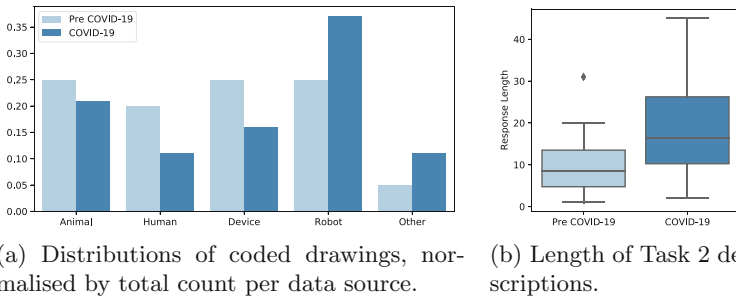 Pre COVID-19
COVID-19
0.35
0.30
0.25
0.20
0.15
0.10
0.05
0.00
Animal Human Device Robot Other
40
30
20
10
0
Response Length
Pre COVID-19 COVID-19
a) Distributions of coded drawings, nor-
malised by total count per data source.
(b) Length of Task 2 de
scriptions.